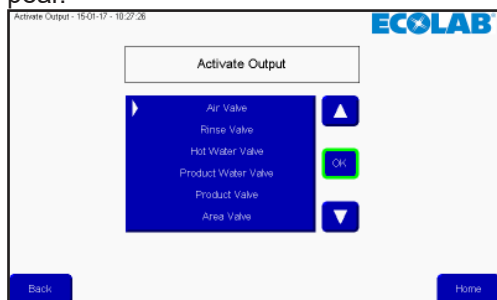 Activate Output - 15-01-17 - 10:27:26
ECOLAB®
Activate Output
Air Valve
Rinse Valve
Hot Water Valve
OK
Product Water Valve
Product Valve
Area Valve
Back
Home